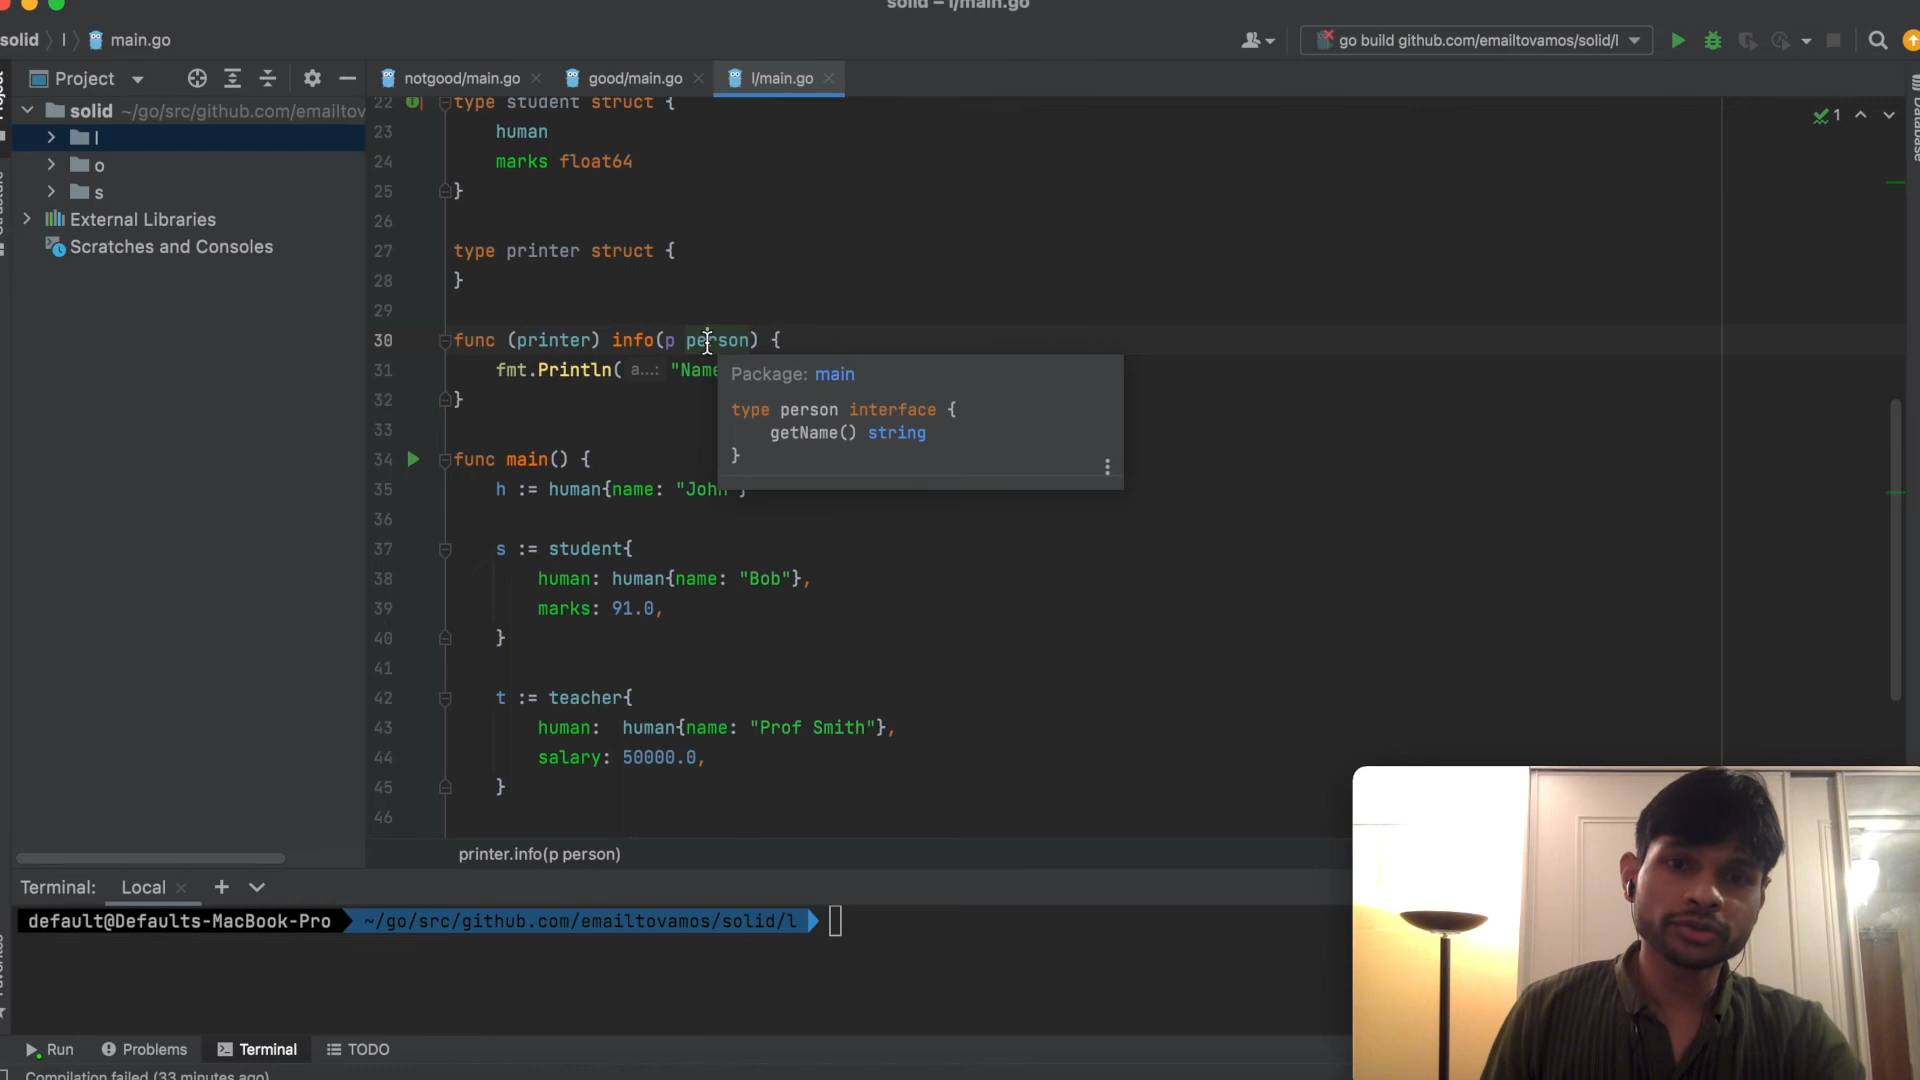 solid – l/main.go
solid
l
main.go
go build github.com/emailtovamos/solid/l
Project
notgood/main.go
good/main.go
l/main.go
Database
solid ~/go/src/github.com/emailtov
l
o
s
External Libraries
Scratches and Consoles
1
22 type student struct {
23 human
24 marks float64
25 }
26
27 type printer struct {
28 }
29
30 func (printer) info(p person) {
31 fmt.Println( a...: "Name
32 }
33
34 func main() {
35 h := human{name: "John"}
36
37 s := student{
38 human: human{name: "Bob"},
39 marks: 91.0,
40 }
41
42 t := teacher{
43 human: human{name: "Prof Smith"},
44 salary: 50000.0,
45 }
46
Package: main
type person interface {
getName() string
}
printer.info(p person)
Terminal: Local
default@Defaults-MacBook-Pro ~/go/src/github.com/emailtovamos/solid/l
Favorites
Run
Problems
Terminal
TODO
Compilation failed (33 minutes ago)